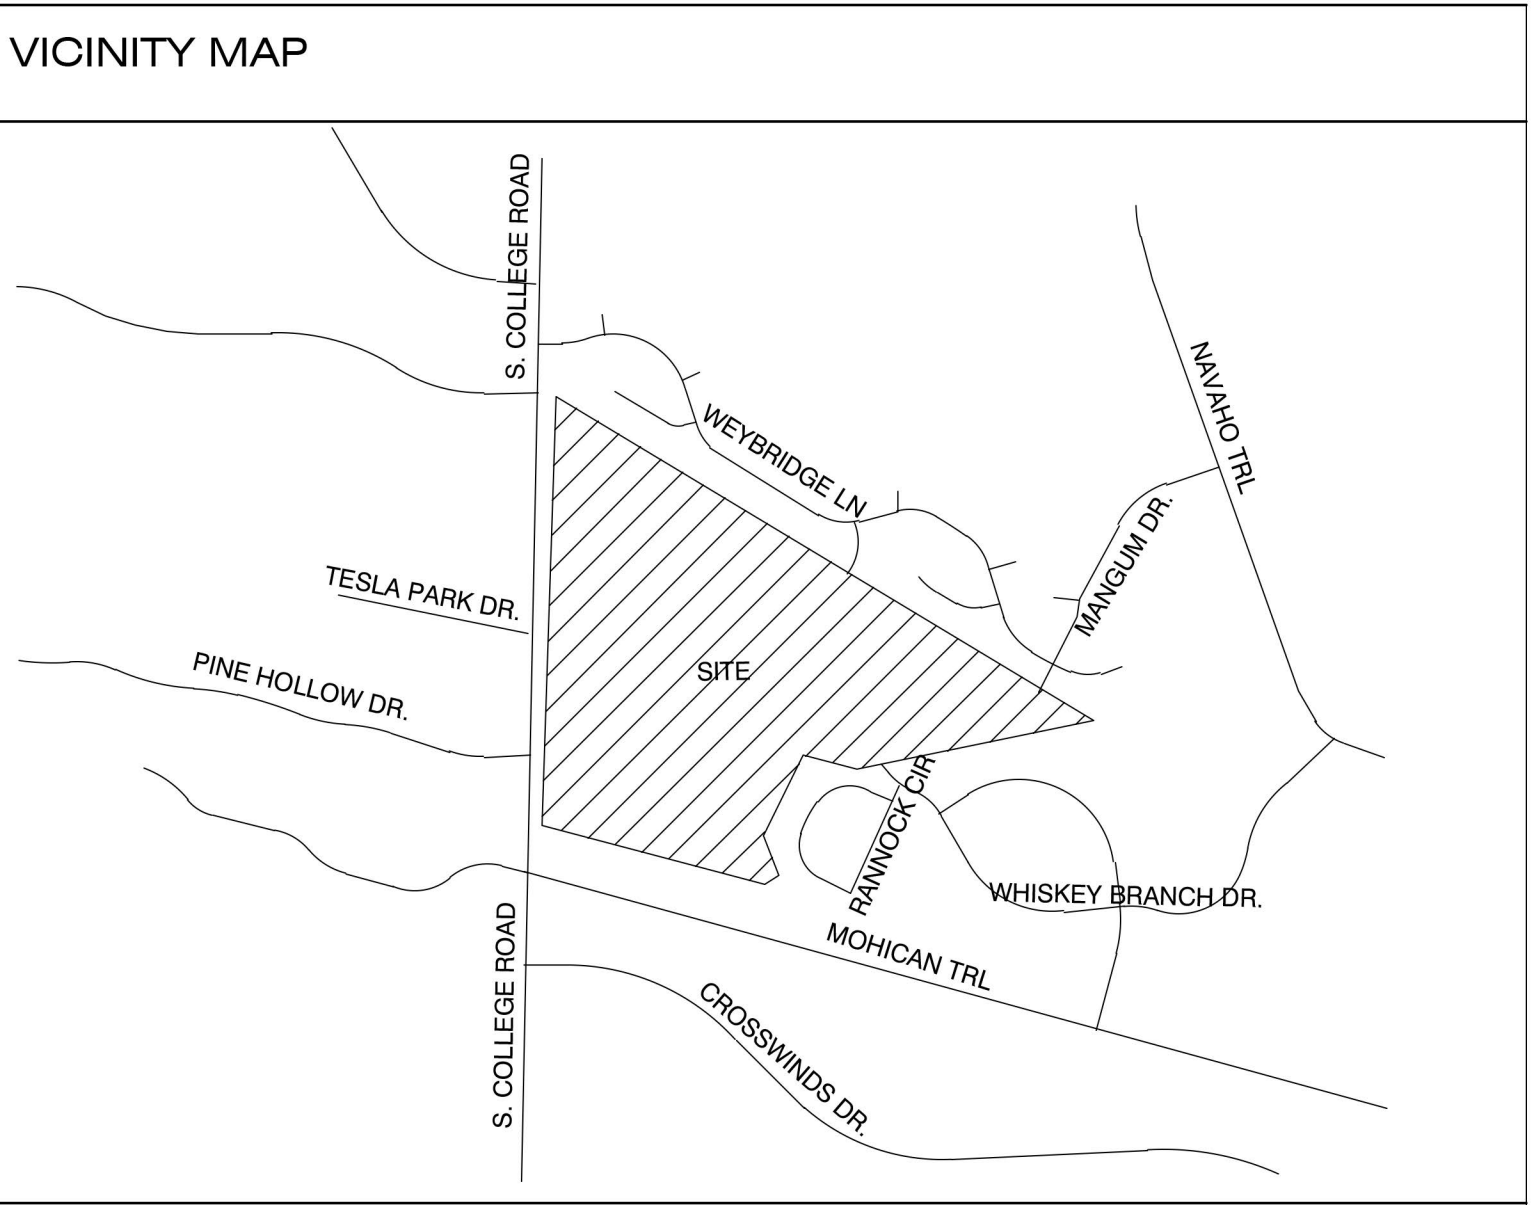 VICINITY MAP
S. COLLEGE ROAD
NAVAHO TRL
WEYBRIDGE LN
MANGUM DR.
TESLA PARK DR.
PINE HOLLOW DR.
SITE
RANNOCK CIR
WHISKEY BRANCH DR.
MOHICAN TRL
S. COLLEGE ROAD
CROSSWINDS DR.